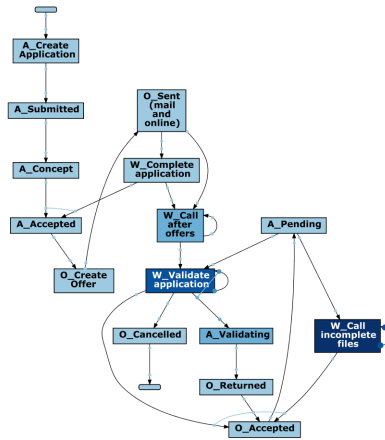 A_Create
Application
A_Submitted
O_Sent
(mail
and
online)
A_Concept
W_Complete
application
A_Accepted
W_Call
after
offers
A_Pending
O_Create
Offer
W_Validate
application
O_Cancelled
A_Validating
W_Call
incomplete
files
O_Returned
O_Accepted